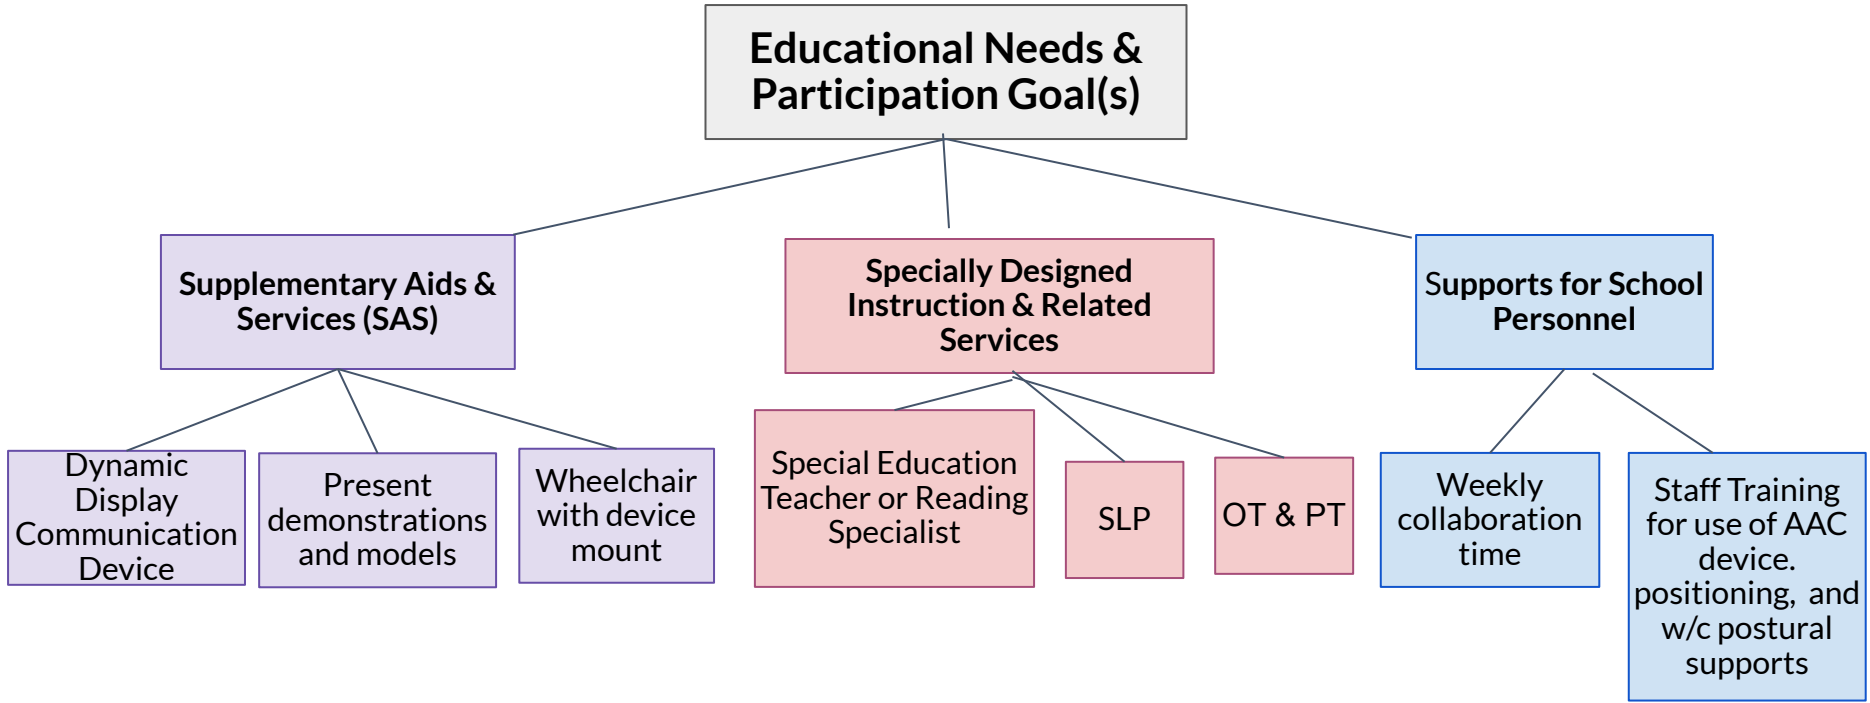 Educational Needs &
Participation Goal(s)
Supplementary Aids &
Services (SAS)
Specially Designed
Instruction & Related
Services
Supports for School
Personnel
Dynamic
Display
Communication
Device
Present
demonstrations
and models
Wheelchair
with device
mount
Special Education
Teacher or Reading
Specialist
SLP
OT & PT
Weekly
collaboration
time
Staff Training
for use of AAC
device.
positioning, and
w/c postural
supports